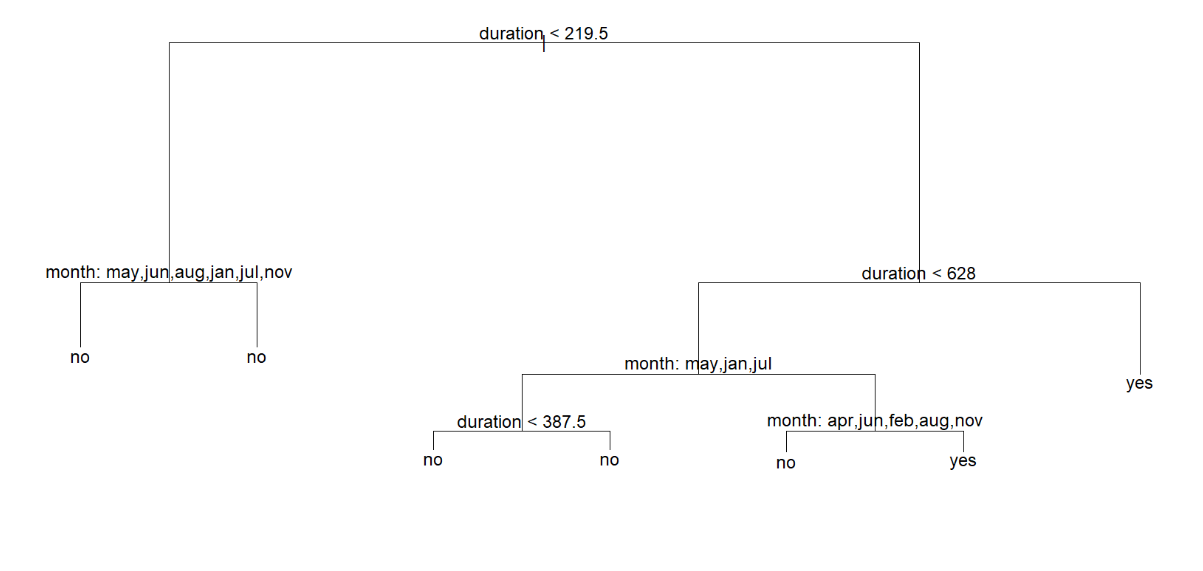 duration < 219.5
month: may,jun,aug,jan,jul,nov
duration < 628
no
no
month: may,jan,jul
yes
duration < 387.5
month: apr,jun,feb,aug,nov
no
no
no
yes